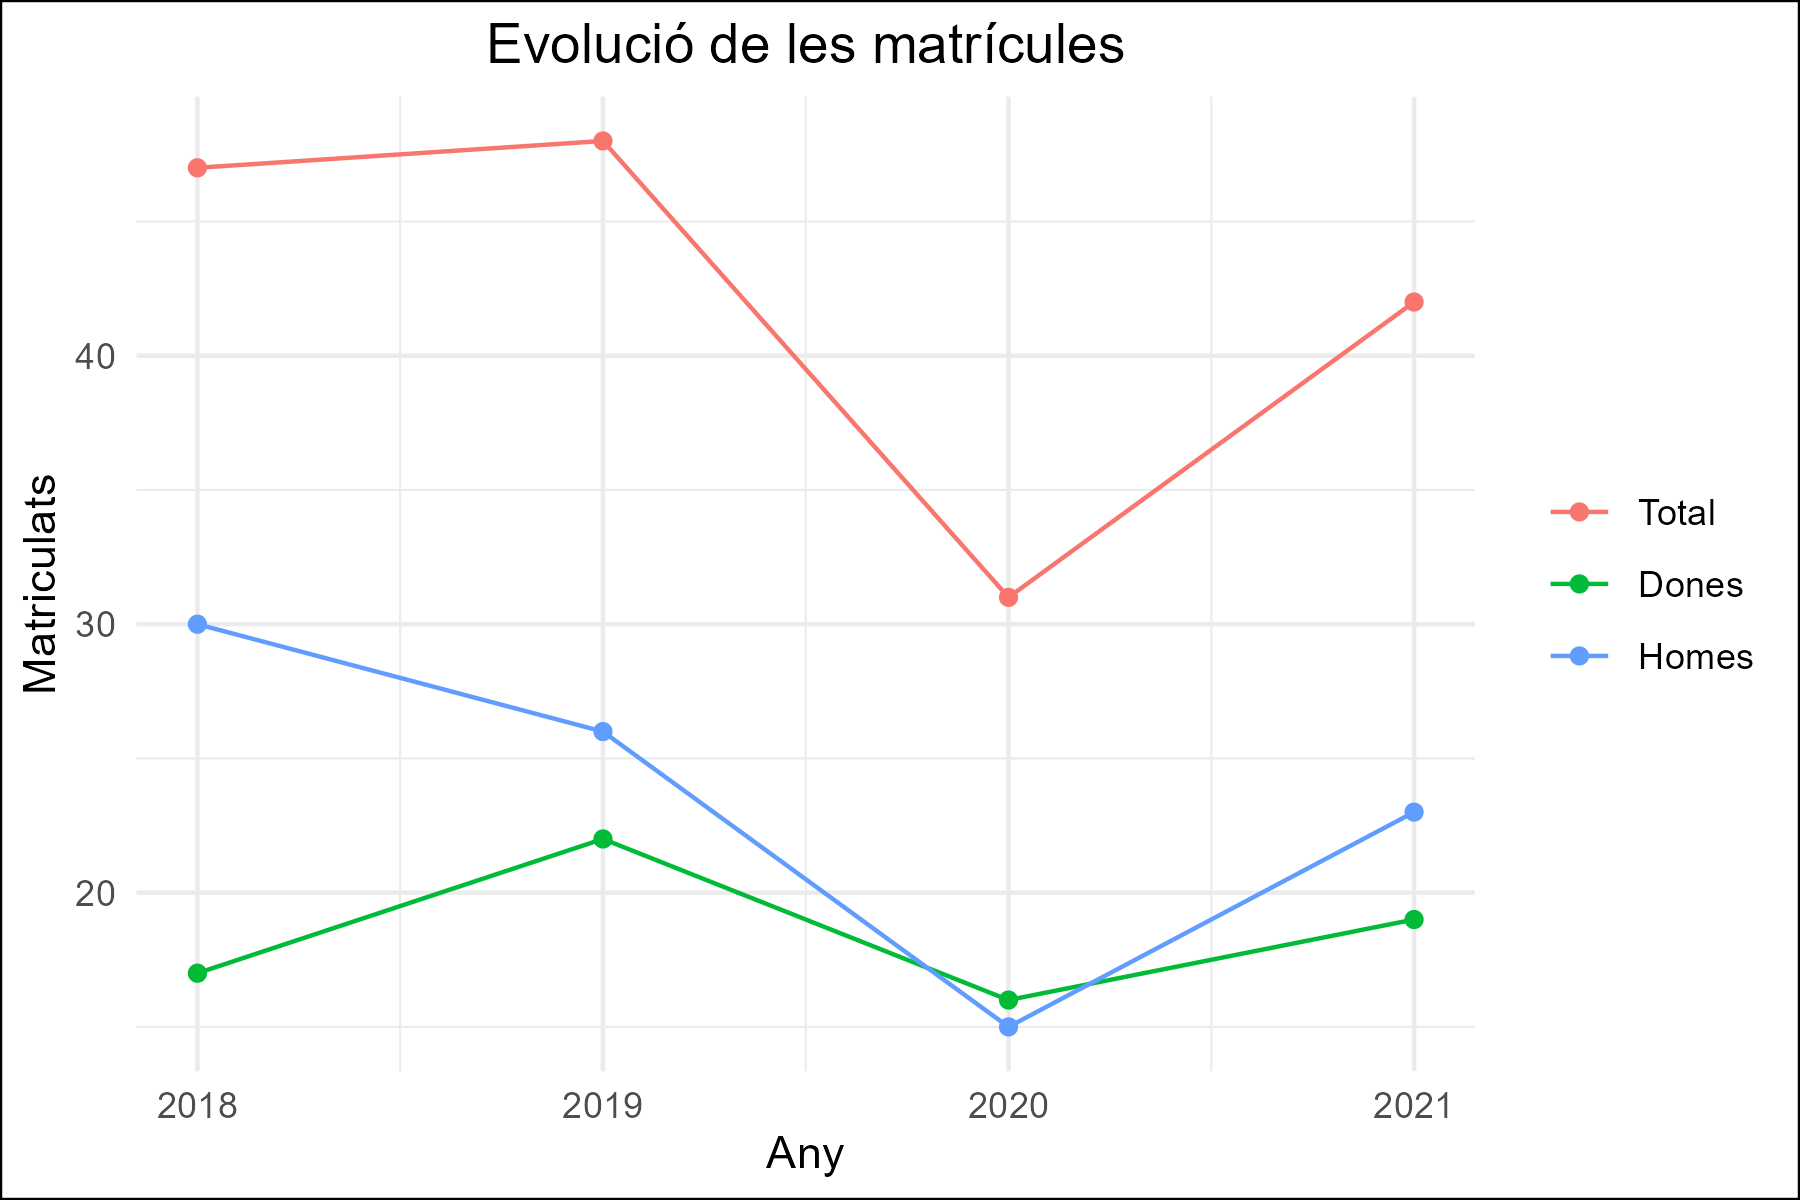 Evolució de les matrícules
Matriculats
40
30
20
2018
2019
2020
2021
Any
Total
Dones
Homes